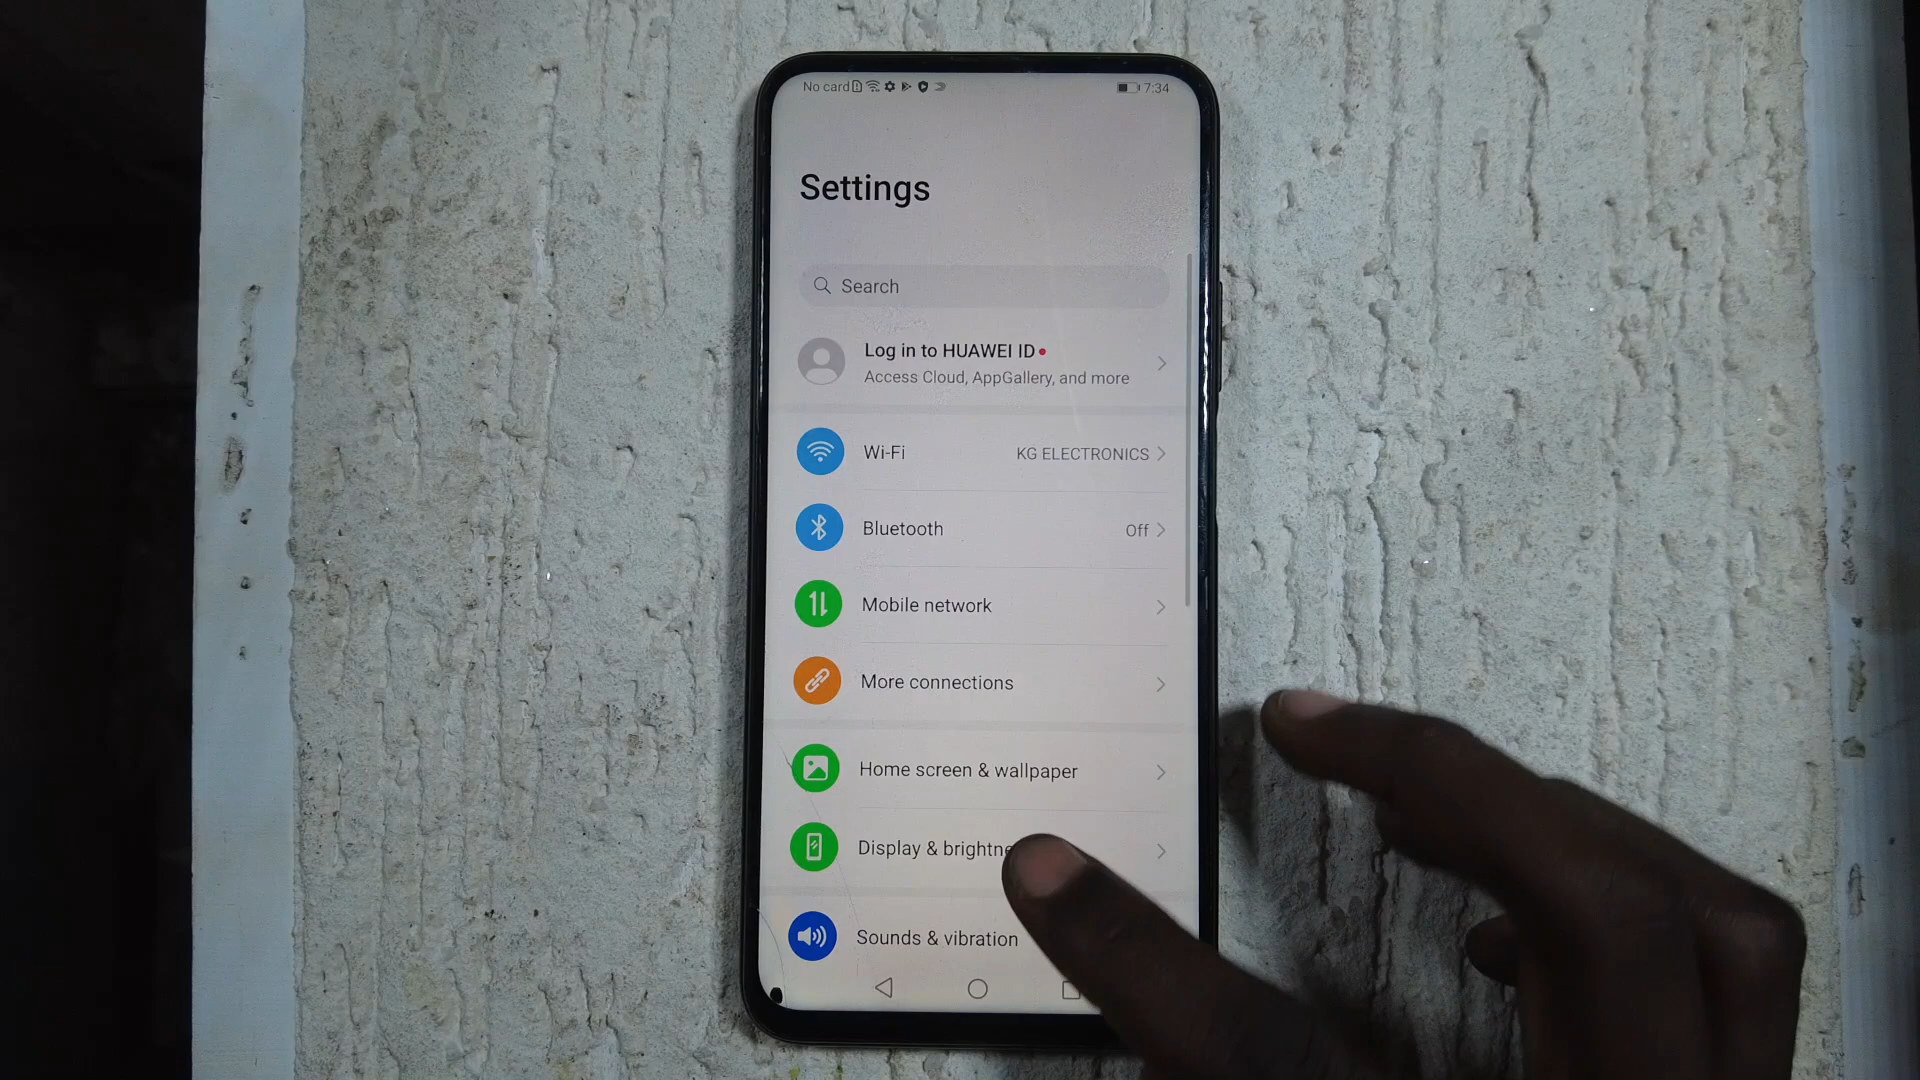 No card 7:34
Settings
Search
Log in to HUAWEI ID
Access Cloud, AppGallery, and more
Wi-Fi KG ELECTRONICS
Bluetooth Off
Mobile network
More connections
Home screen & wallpaper
Display & brightne
Sounds & vibration